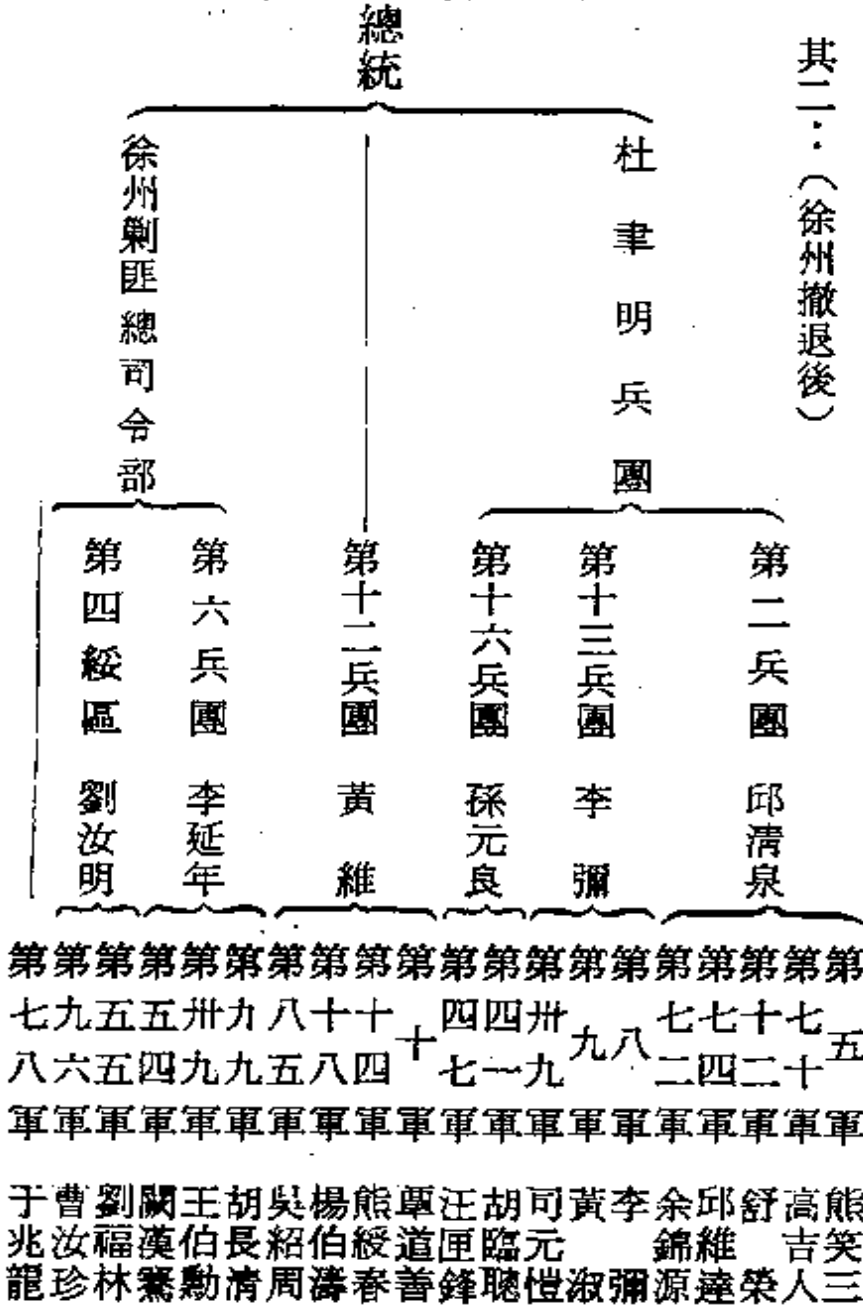 其二：（徐州撤退後）
總統
杜聿明兵團
徐州剿匪總司令部
第二兵團 邱清泉
第十三兵團 李彌
第十六兵團 孫元良
第十二兵團 黃維
第六兵團 李延年
第四綏區 劉汝明
第五軍 熊笑三
第七十軍 高吉人
第十二軍 舒榮
第七四軍 邱維達
第七二軍 余錦源
第八軍 李彌
第九軍 黃淑
第卅九軍 司元愷
第四一軍 胡臨聰
第四七軍 汪匣鋒
第十軍 覃道善
第十四軍 熊綬春
第十八軍 楊伯濤
第八五軍 吳紹周
第九九軍 胡長清
第卅九軍 王伯勳
第五四軍 闕漢騫
第五五軍 劉福林
第九六軍 曹汝珍
第七八軍 于兆龍